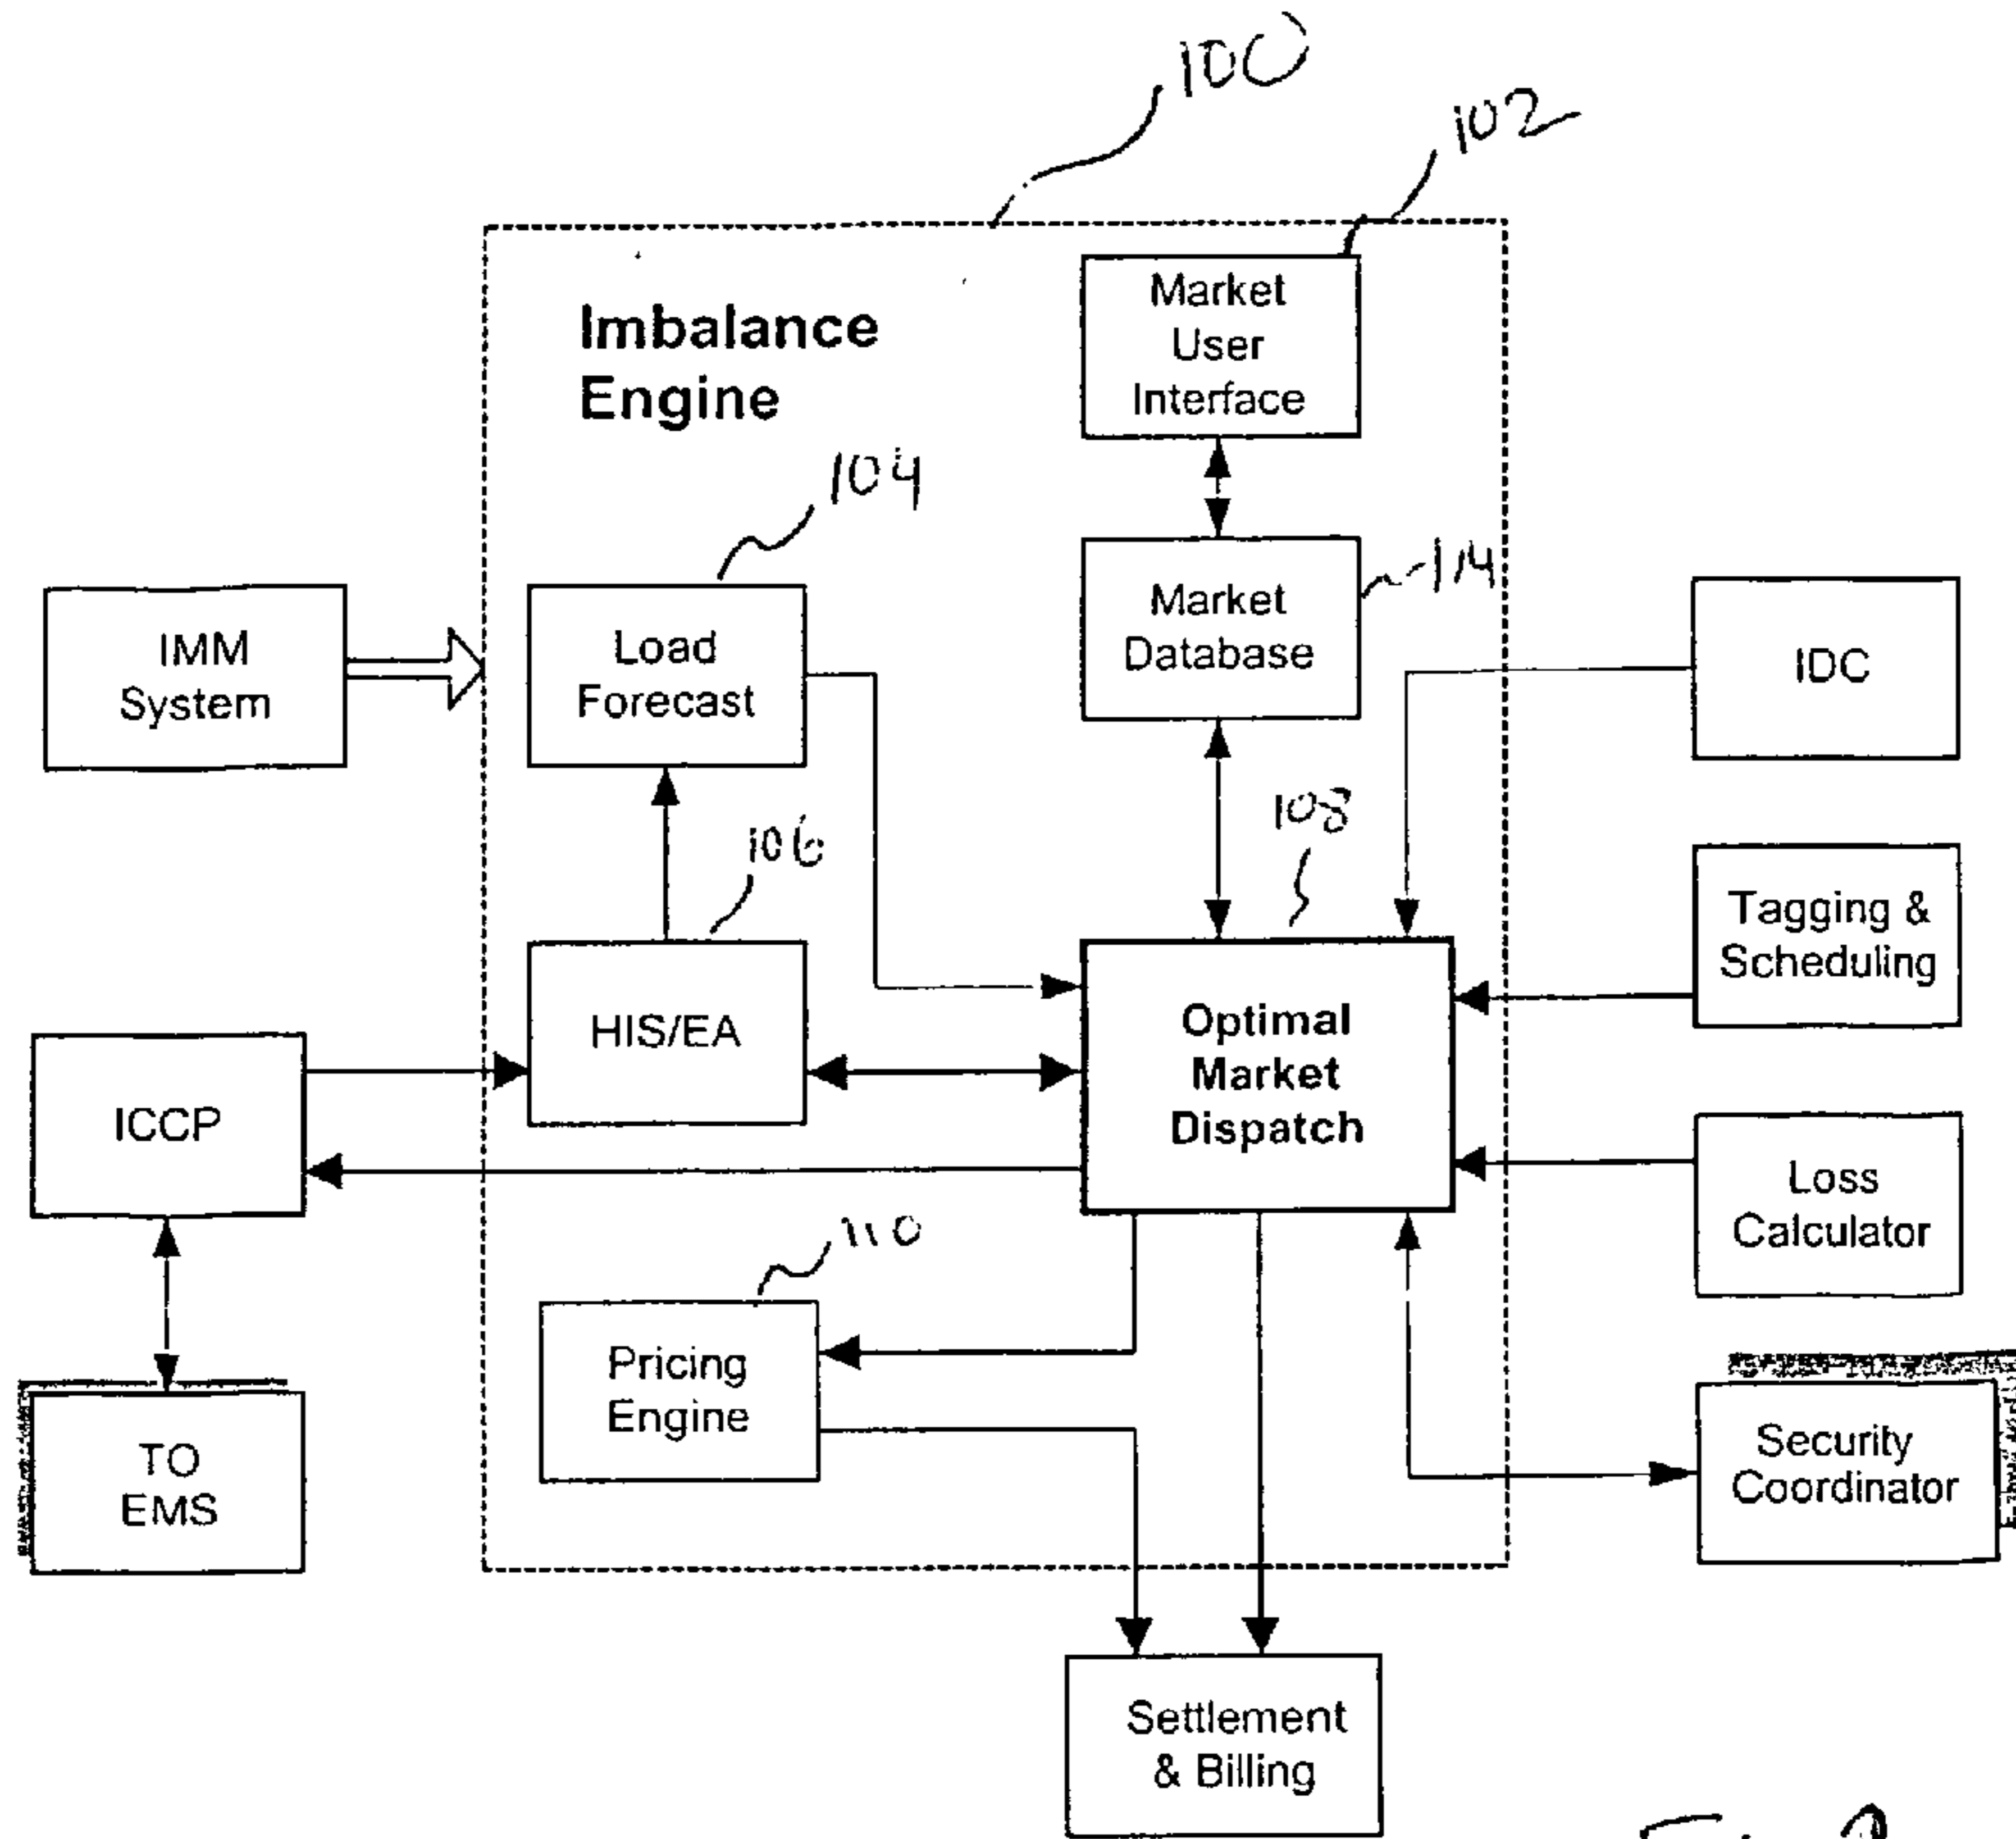 100
102
Imbalance
Engine
Market
User
Interface
104
114
IMM
System
Load
Forecast
Market
Database
IDC
106
108
Tagging &
Scheduling
HIS/EA
Optimal
Market
Dispatch
ICCP
Loss
Calculator
110
Pricing
Engine
TO
EMS
Security
Coordinator
Settlement
& Billing